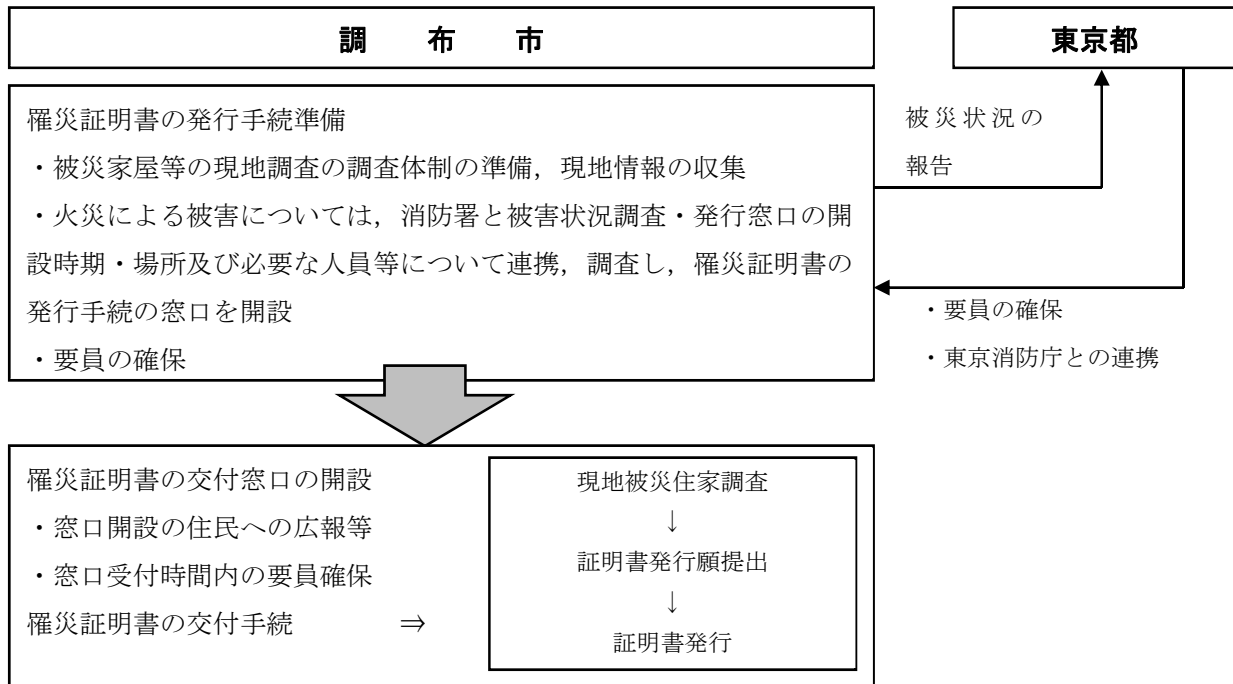 調布市
東京都
罹災証明書の発行手続準備
・被災家屋等の現地調査の調査体制の準備，現地情報の収集
・火災による被害については，消防署と被害状況調査・発行窓口の開
設時期・場所及び必要な人員等について連携，調査し，罹災証明書の
発行手続の窓口を開設
・要員の確保
被災状況の
報告
・要員の確保
・東京消防庁との連携
罹災証明書の交付窓口の開設
・窓口開設の住民への広報等
・窓口受付時間内の要員確保
罹災証明書の交付手続 ⇒
現地被災住家調査
↓
証明書発行願提出
↓
証明書発行